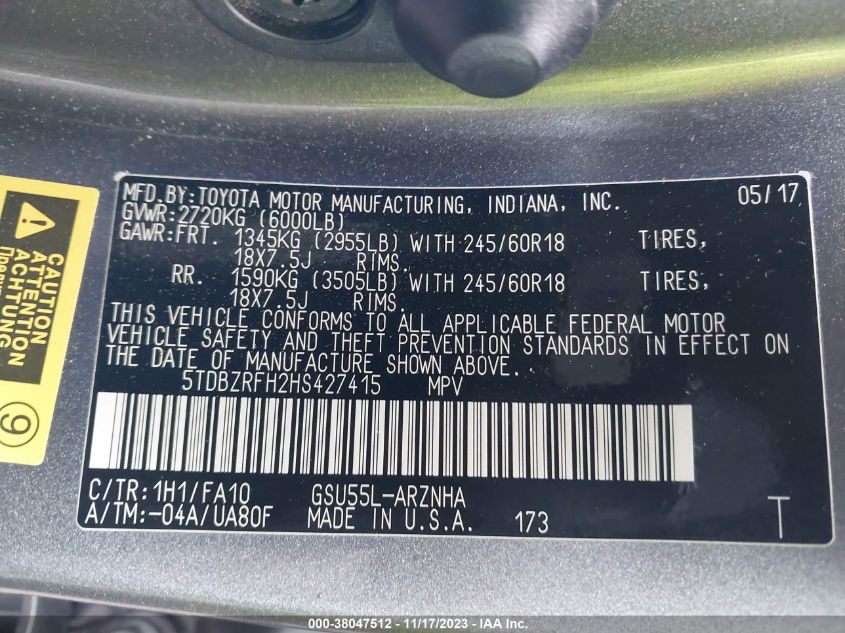 MFD.BY:TOYOTA MOTOR MANUFACTURING, INDIANA, INC. 05/17
GVWR:2720KG (6000LB)
GAWR:FRT. 1345KG (2955LB) WITH 245/60R18 TIRES,
18X7.5J RIMS.
RR. 1590KG (3505LB) WITH 245/60R18 TIRES,
18X7.5J RIMS.
THIS VEHICLE CONFORMS TO ALL APPLICABLE FEDERAL MOTOR
VEHICLE SAFETY AND THEFT PREVENTION STANDARDS IN EFFECT ON
THE DATE OF MANUFACTURE SHOWN ABOVE.
5TDBZRFH2HS427415 MPV
C/TR:1H1/FA10 GSU55L-ARZNHA
A/TM:-04A/UA80F MADE IN U.S.A. 173 T
CAUTION
ATTENTION
ACHTUNG
9
000-38047512 - 11/17/2023 - IAA Inc.